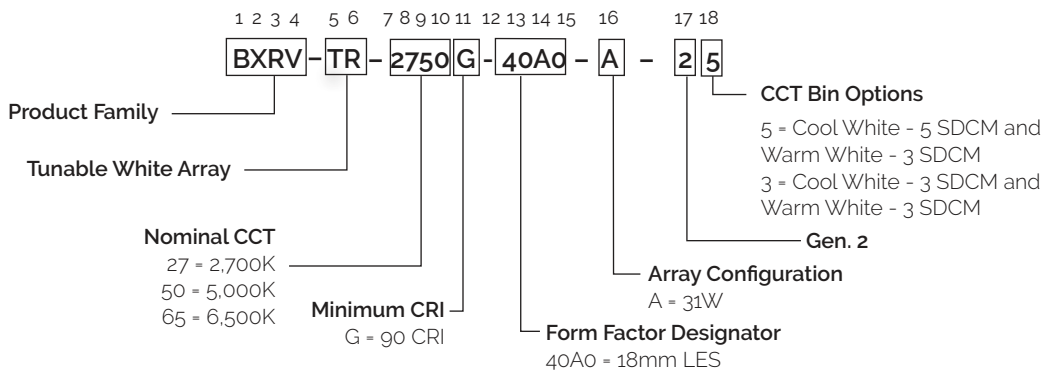 1 2 3 4 5 6 7 8 9 10 11 12 13 14 15 16 17 18
BXRV – TR – 2750 G - 40A0 – A – 2 5
Product Family
Tunable White Array
Nominal CCT
27 = 2,700K
50 = 5,000K
65 = 6,500K
Minimum CRI
G = 90 CRI
Form Factor Designator
40A0 = 18mm LES
Array Configuration
A = 31W
Gen. 2
CCT Bin Options
5 = Cool White - 5 SDCM and
Warm White - 3 SDCM
3 = Cool White - 3 SDCM and
Warm White - 3 SDCM